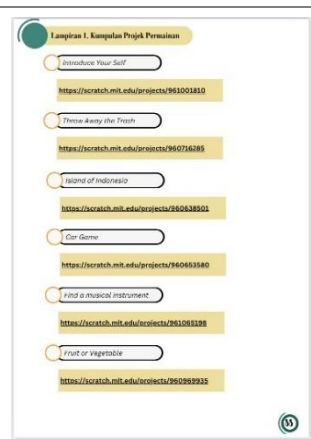 Lampiran 1. Kumpulan Projek Permainan
Introduce Your Self
https://scratch.mit.edu/projects/961001810
Throw Away the Trash
https://scratch.mit.edu/projects/960716285
Island of Indonesia
https://scratch.mit.edu/projects/960638501
Car Game
https://scratch.mit.edu/projects/960653580
Find a musical instrument
https://scratch.mit.edu/projects/961065198
Fruit or Vegetable
https://scratch.mit.edu/projects/960969935